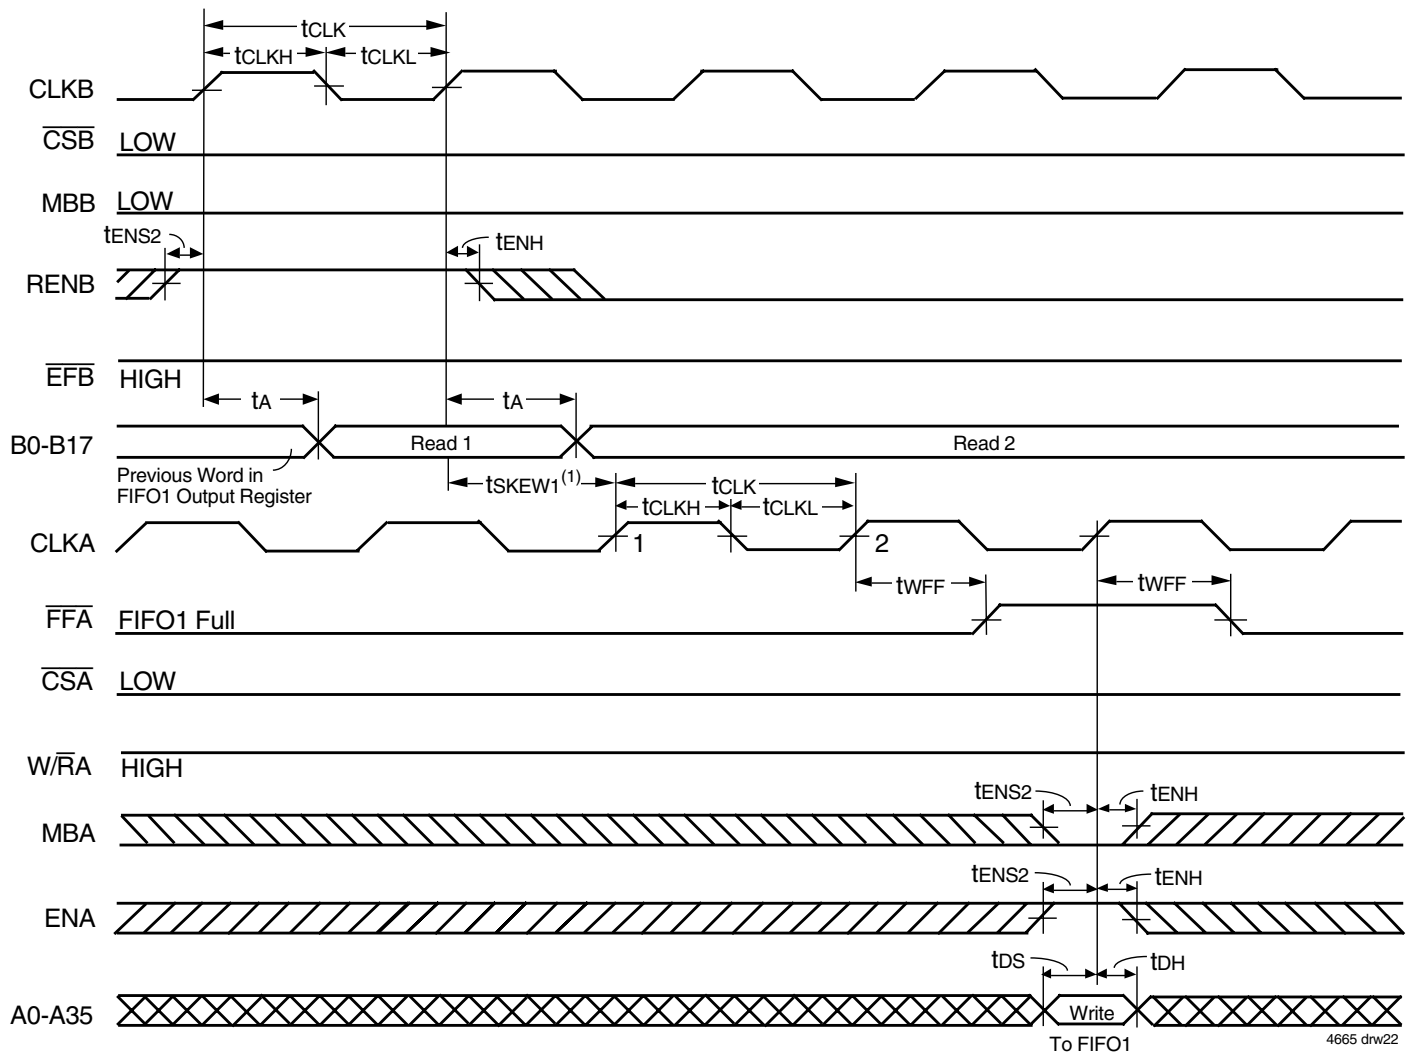 tCLK
tCLKH tCLKL
CLKB
CSB LOW
MBB LOW
tENS2 tENH
RENB
EFB HIGH
tA tA
B0-B17 Read 1 Read 2
Previous Word in
FIFO1 Output Register
tSKEW1(1) tCLK
tCLKH tCLKL
CLKA 1 2
tWFF tWFF
FFA FIFO1 Full
CSA LOW
W/RA HIGH
tENS2 tENH
MBA
tENS2 tENH
ENA
tDS tDH
A0-A35 Write
To FIFO1
4665 drw22